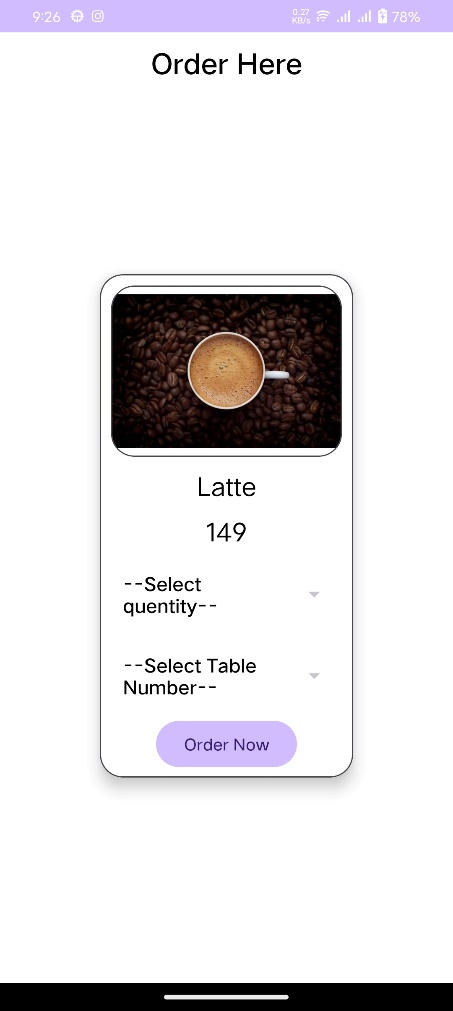 9:26
0.27
KB/s
78%
Order Here
Latte
149
--Select
quentity--
--Select Table
Number--
Order Now